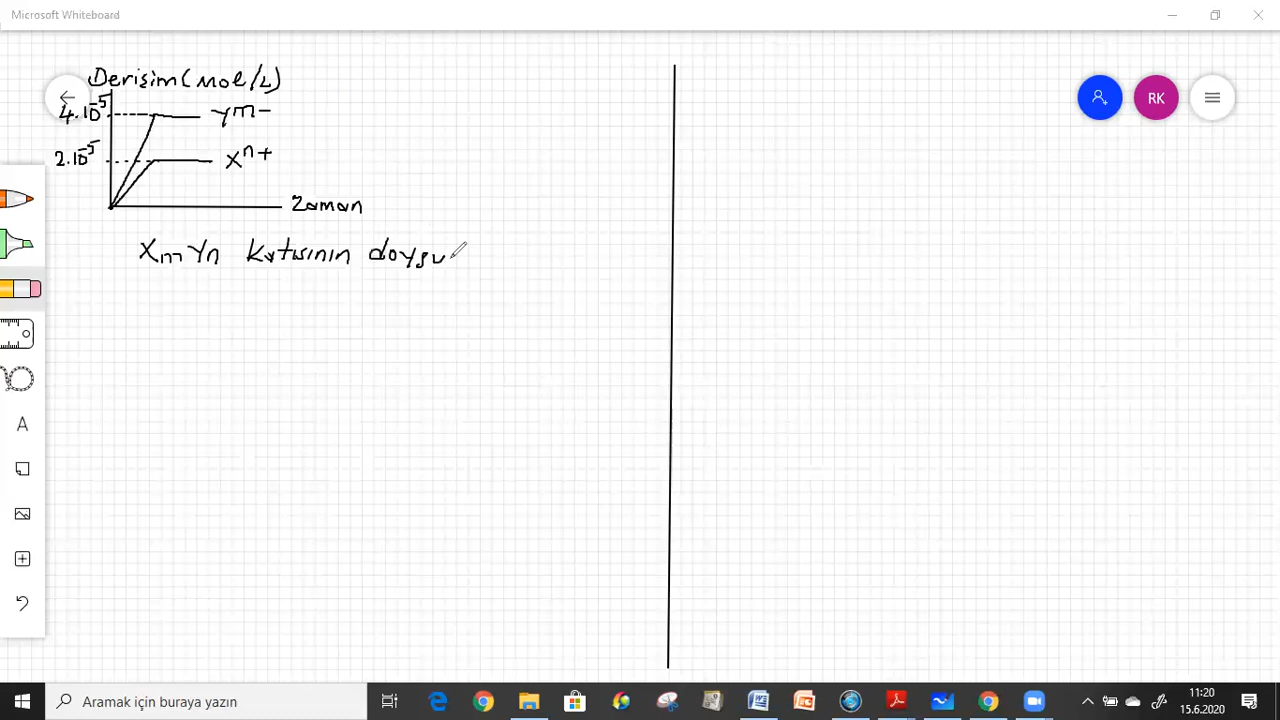 Microsoft Whiteboard
Derişim(mol/L)
4.10⁻⁵
Ym-
2.10⁻⁵
Xn+
Zaman
RK
XmYn katısının doygu
A
Aramak için buraya yazın
11:20
15.6.2020